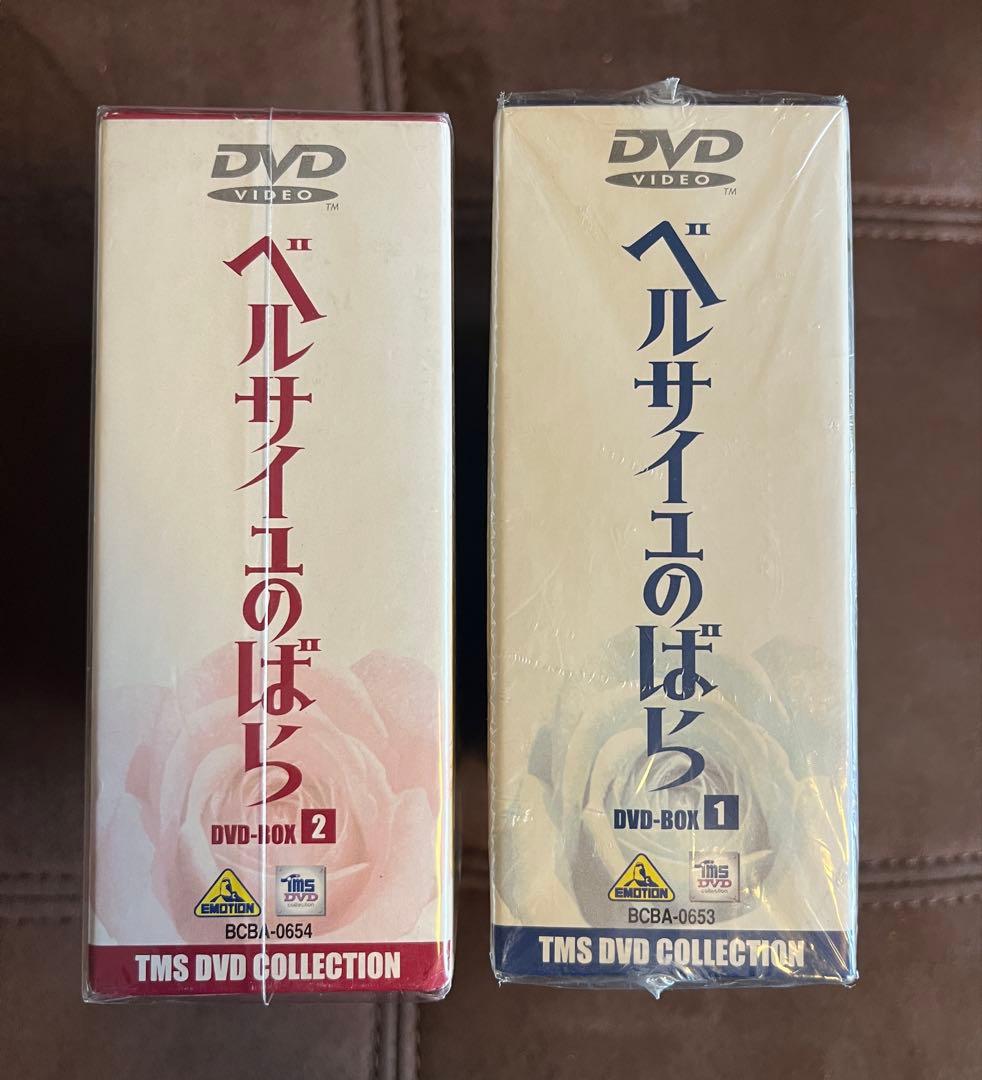 DVD
VIDEO
TM
ベルサイユのばら
DVD-BOX 2
EMOTION
TMS
DVD
collection
BCBA-0654
TMS DVD COLLECTION
DVD
VIDEO
TM
ベルサイユのばら
DVD-BOX 1
EMOTION
TMS
DVD
collection
BCBA-0653
TMS DVD COLLECTION